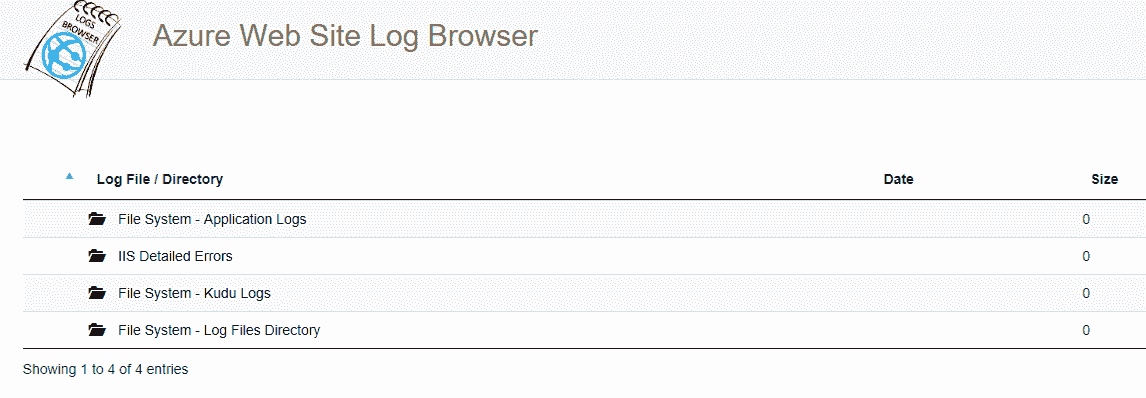 LOGS
BROWSER
Azure Web Site Log Browser
Log File / Directory Date Size
File System - Application Logs 0
IIS Detailed Errors 0
File System - Kudu Logs 0
File System - Log Files Directory 0
Showing 1 to 4 of 4 entries